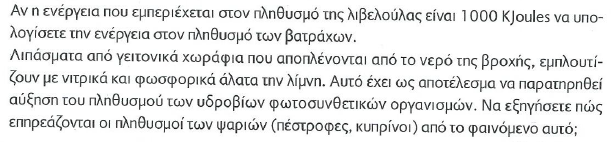 Αν η ενέργεια που εμπεριέχεται στον πληθυσμό της λιβελούλας είναι 1000 KJoules να υπο-
λογίσετε την ενέργεια στον πληθυσμό των βατράχων.
Λιπάσματα από γειτονικά χωράφια που αποπλένονται από το νερό της βροχής, εμπλουτί-
ζουν με νιτρικά και φωσφορικά άλατα την λίμνη. Αυτό έχει ως αποτέλεσμα να παρατηρηθεί
αύξηση του πληθυσμού των υδροβίων φωτοσυνθετικών οργανισμών. Να εξηγήσετε πώς
επηρεάζονται οι πληθυσμοί των ψαριών (πέστροφες, κυπρίνοι) από το φαινόμενο αυτό;